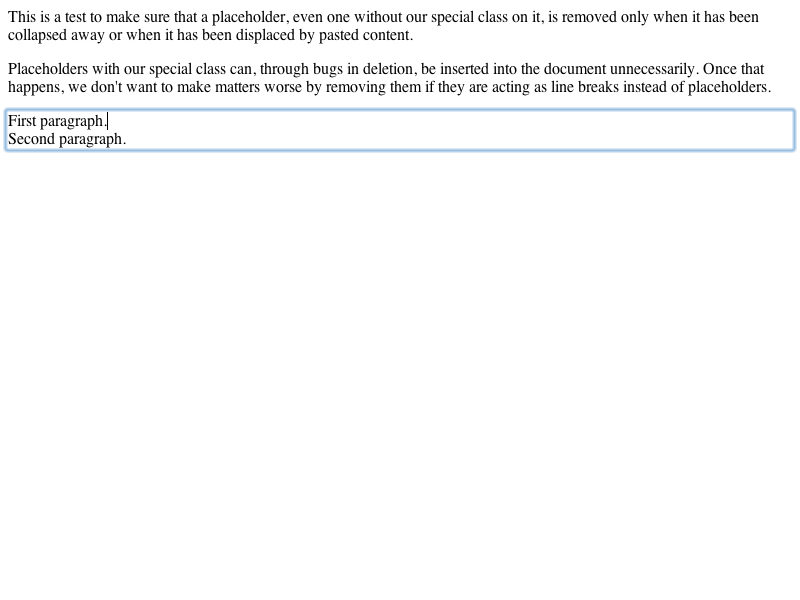 This is a test to make sure that a placeholder, even one without our special class on it, is removed only when it has been
collapsed away or when it has been displaced by pasted content.
Placeholders with our special class can, through bugs in deletion, be inserted into the document unnecessarily. Once that
happens, we don't want to make matters worse by removing them if they are acting as line breaks instead of placeholders.
First paragraph.
Second paragraph.